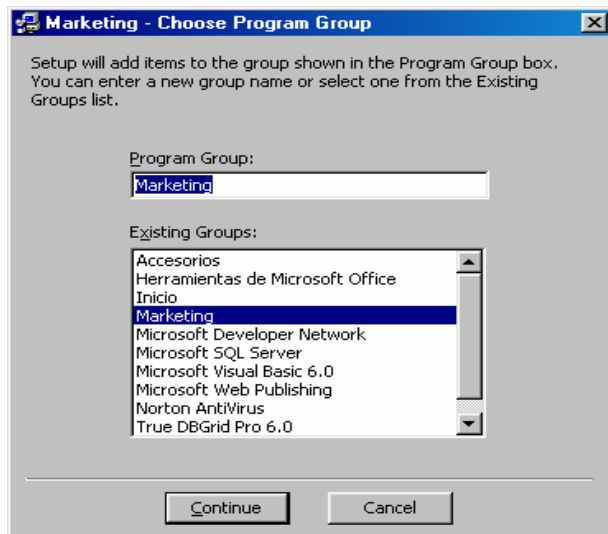 Marketing - Choose Program Group
Setup will add items to the group shown in the Program Group box.
You can enter a new group name or select one from the Existing
Groups list.
Program Group:
Marketing
Existing Groups:
Accesorios
Herramientas de Microsoft Office
Inicio
Marketing
Microsoft Developer Network
Microsoft SQL Server
Microsoft Visual Basic 6.0
Microsoft Web Publishing
Norton AntiVirus
True DBGrid Pro 6.0
Continue Cancel